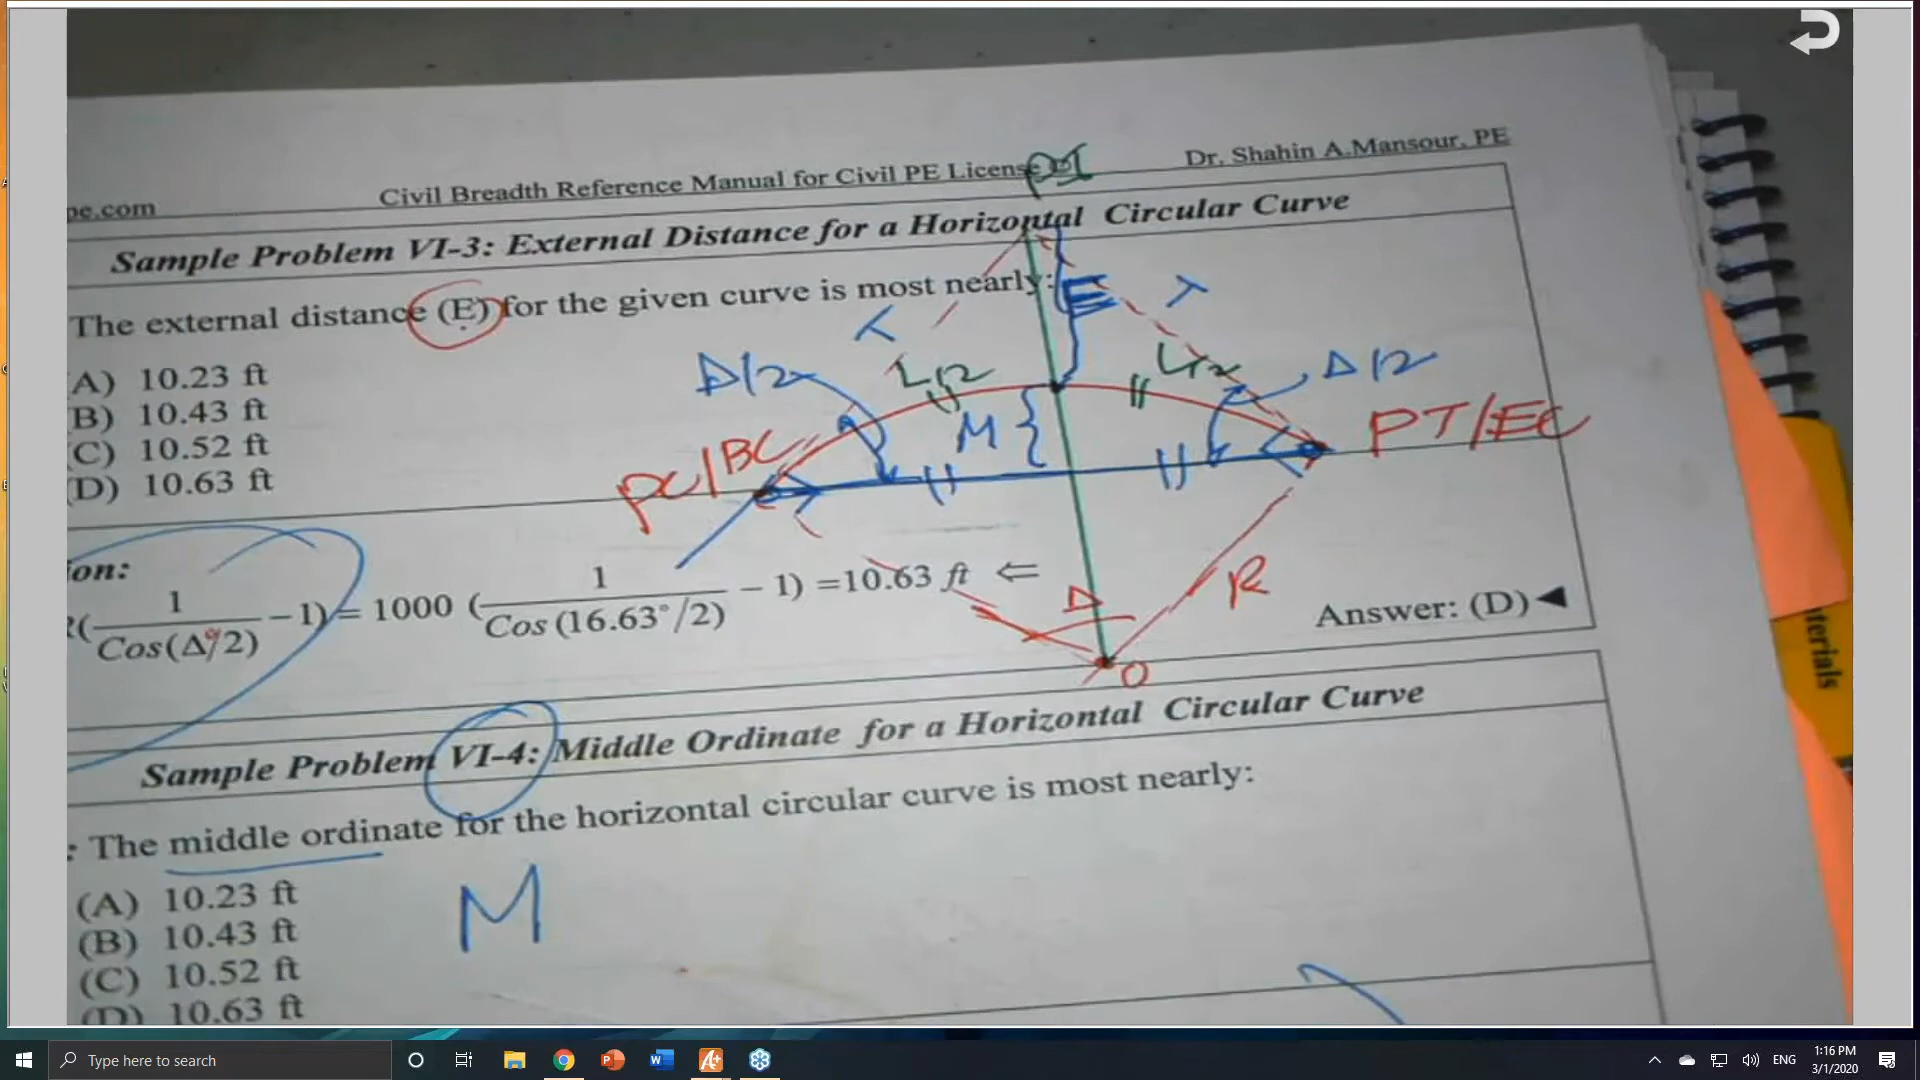 pe.com
Civil Breadth Reference Manual for Civil PE License
Dr. Shahin A.Mansour, PE
PI
Sample Problem VI-3: External Distance for a Horizontal Circular Curve
The external distance (E) for the given curve is most nearly:
E
T
T
A) 10.23 ft
B) 10.43 ft
C) 10.52 ft
D) 10.63 ft
Δ/2
L/2
L/2
Δ/2
M
PC/BC
PT/EC
ion:
R(1/Cos(Δ°/2) − 1) = 1000 (1/Cos (16.63°/2) − 1) =10.63 ft ⇐
Δ
R
O
Answer: (D)◄
Sample Problem VI-4: Middle Ordinate for a Horizontal Circular Curve
: The middle ordinate for the horizontal circular curve is most nearly:
(A) 10.23 ft
(B) 10.43 ft
(C) 10.52 ft
(D) 10.63 ft
M
terials
Type here to search
ENG
1:16 PM
3/1/2020